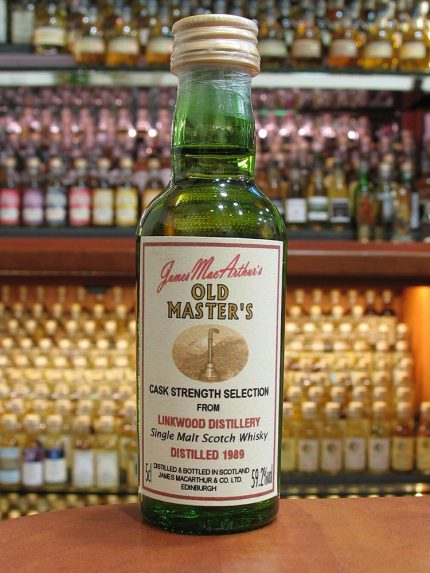 James MacArthur's
OLD
MASTER'S
CASK STRENGTH SELECTION
FROM
LINKWOOD DISTILLERY
Single Malt Scotch Whisky
DISTILLED 1989
DISTILLED & BOTTLED IN SCOTLAND
5cl JAMES MACARTHUR & CO. LTD. 59.2%vol
EDINBURGH